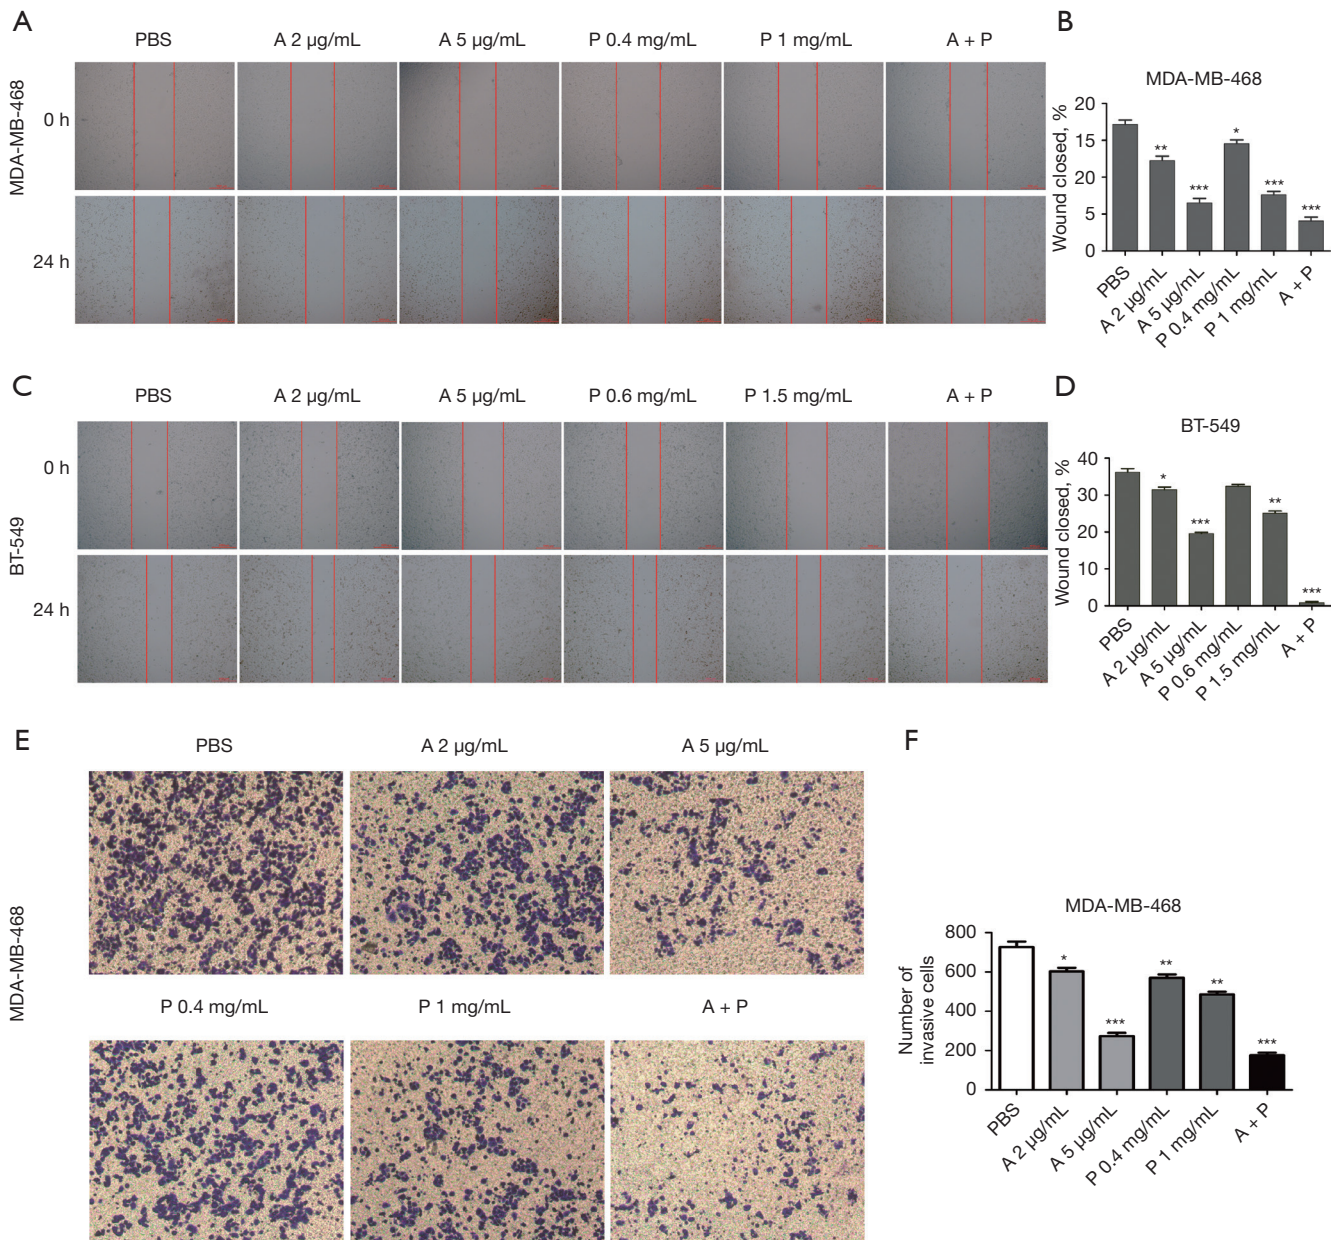 A
PBS
A 2 µg/mL
A 5 µg/mL
P 0.4 mg/mL
P 1 mg/mL
A + P
MDA-MB-468
0 h
24 h
B
MDA-MB-468
Wound closed, %
20
15
20
5
0
**
***
*
***
***
PBS
A 2 µg/mL
A 5 µg/mL
P 0.4 mg/mL
P 1 mg/mL
A + P
C
PBS
A 2 µg/mL
A 5 µg/mL
P 0.6 mg/mL
P 1.5 mg/mL
A + P
BT-549
0 h
24 h
D
BT-549
Wound closed, %
40
30
20
10
0
*
***
**
***
PBS
A 2 µg/mL
A 5 µg/mL
P 0.6 mg/mL
P 1.5 mg/mL
A + P
E
PBS
A 2 µg/mL
A 5 µg/mL
MDA-MB-468
P 0.4 mg/mL
P 1 mg/mL
A + P
F
MDA-MB-468
Number of
invasive cells
800
600
400
200
0
*
***
**
**
***
PBS
A 2 µg/mL
A 5 µg/mL
P 0.4 mg/mL
P 1 mg/mL
A + P